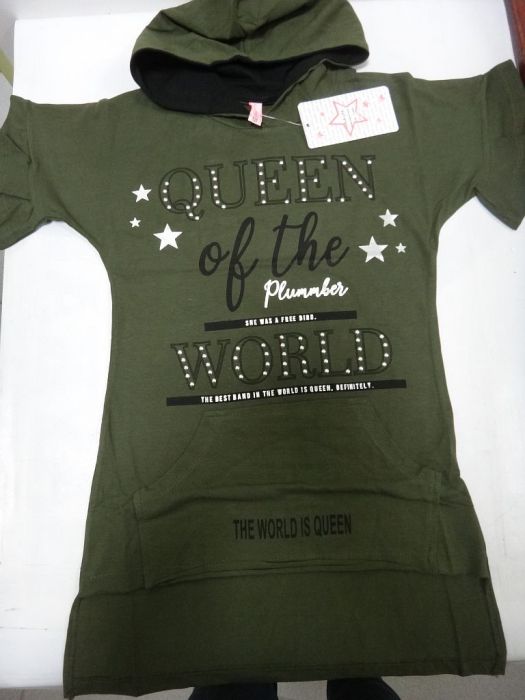 QUEEN
of the
Plummber
SHE WAS A FREE BIRD.
WORLD
THE BEST BAND IN THE WORLD IS QUEEN, DEFINITELY.
THE WORLD IS QUEEN